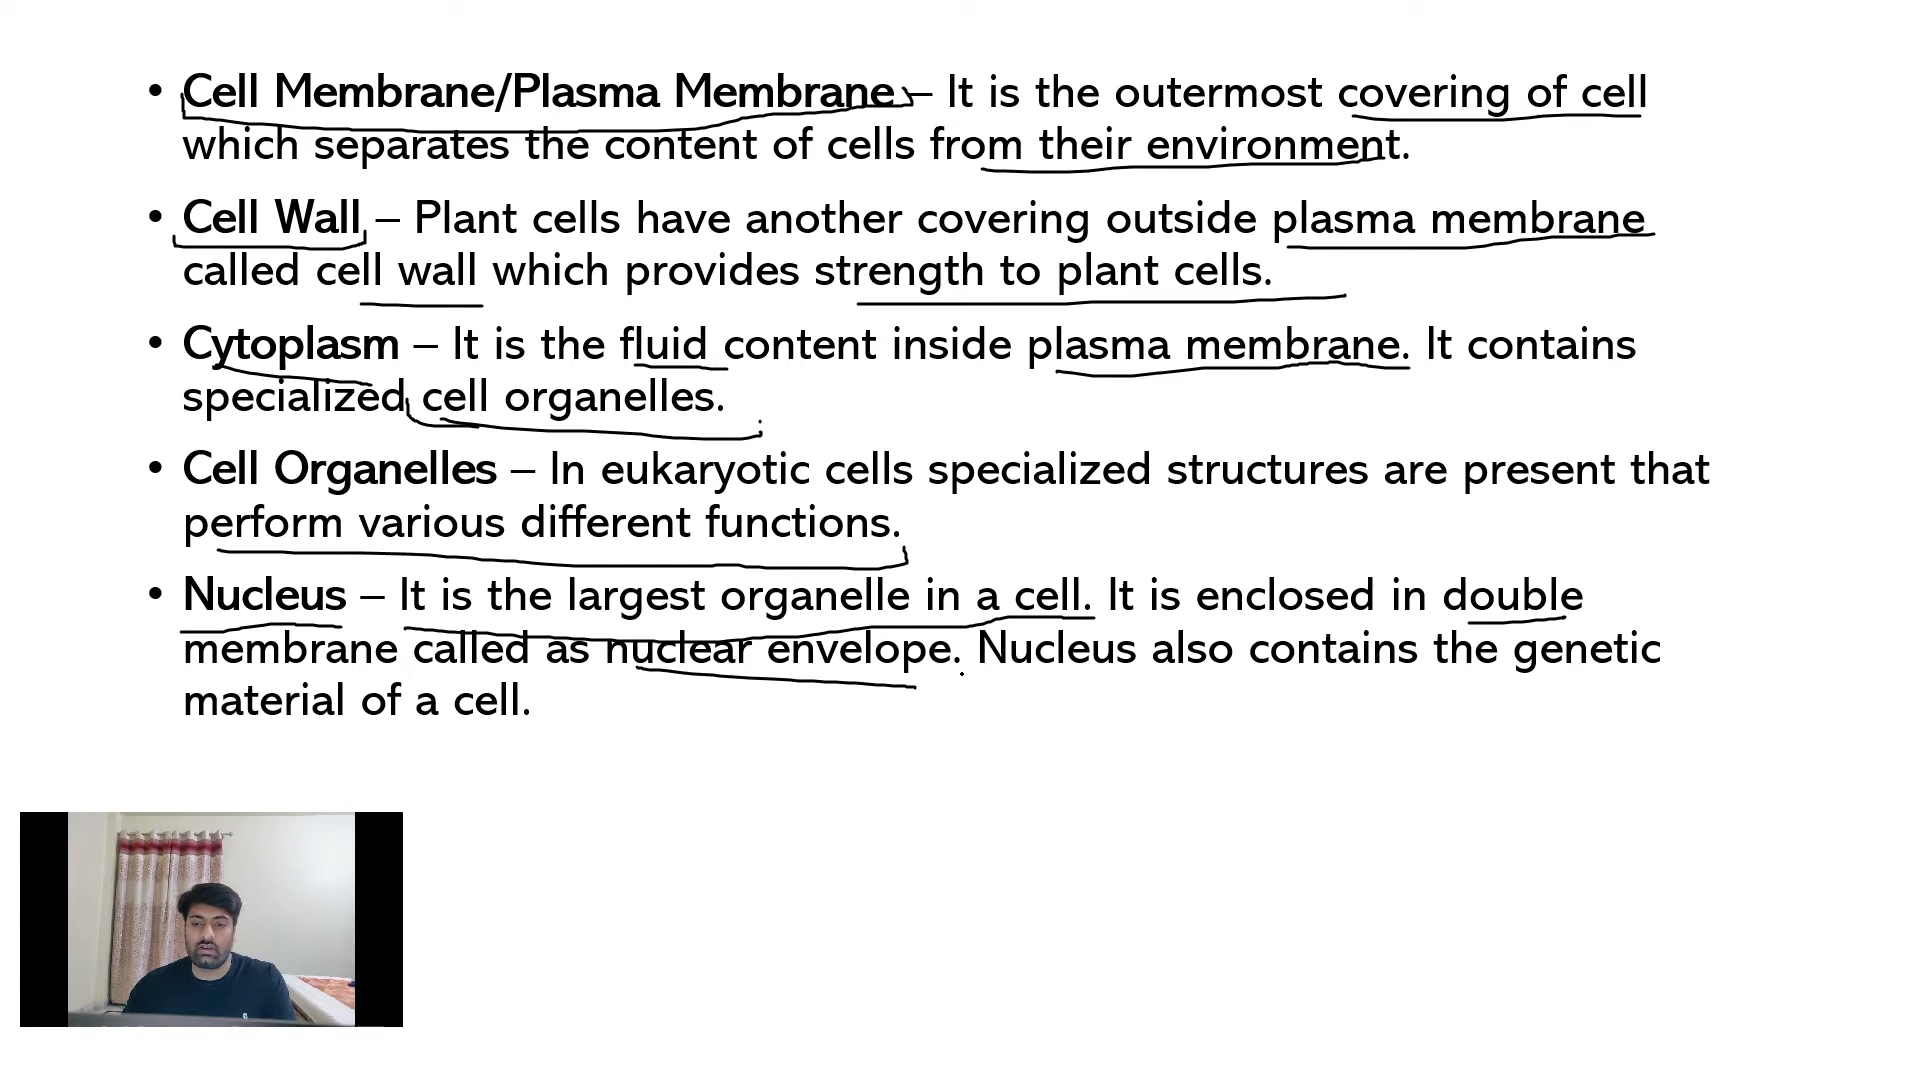 • Cell Membrane/Plasma Membrane – It is the outermost covering of cell
which separates the content of cells from their environment.
• Cell Wall – Plant cells have another covering outside plasma membrane
called cell wall which provides strength to plant cells.
• Cytoplasm – It is the fluid content inside plasma membrane. It contains
specialized cell organelles.
• Cell Organelles – In eukaryotic cells specialized structures are present that
perform various different functions.
• Nucleus – It is the largest organelle in a cell. It is enclosed in double
membrane called as nuclear envelope. Nucleus also contains the genetic
material of a cell.